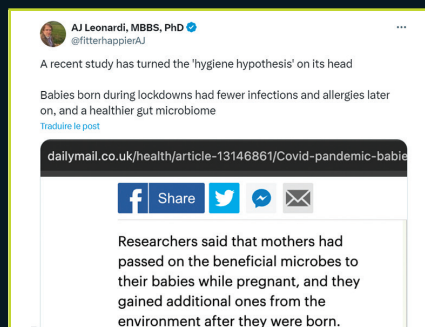 AJ Leonardi, MBBS, PhD
@fitterhappierAJ
...
A recent study has turned the 'hygiene hypothesis' on its head
Babies born during lockdowns had fewer infections and allergies later
on, and a healthier gut microbiome
Traduire le post
dailymail.co.uk/health/article-13146861/Covid-pandemic-babie
f Share
Researchers said that mothers had
passed on the beneficial microbes to
their babies while pregnant, and they
gained additional ones from the
environment after they were born.